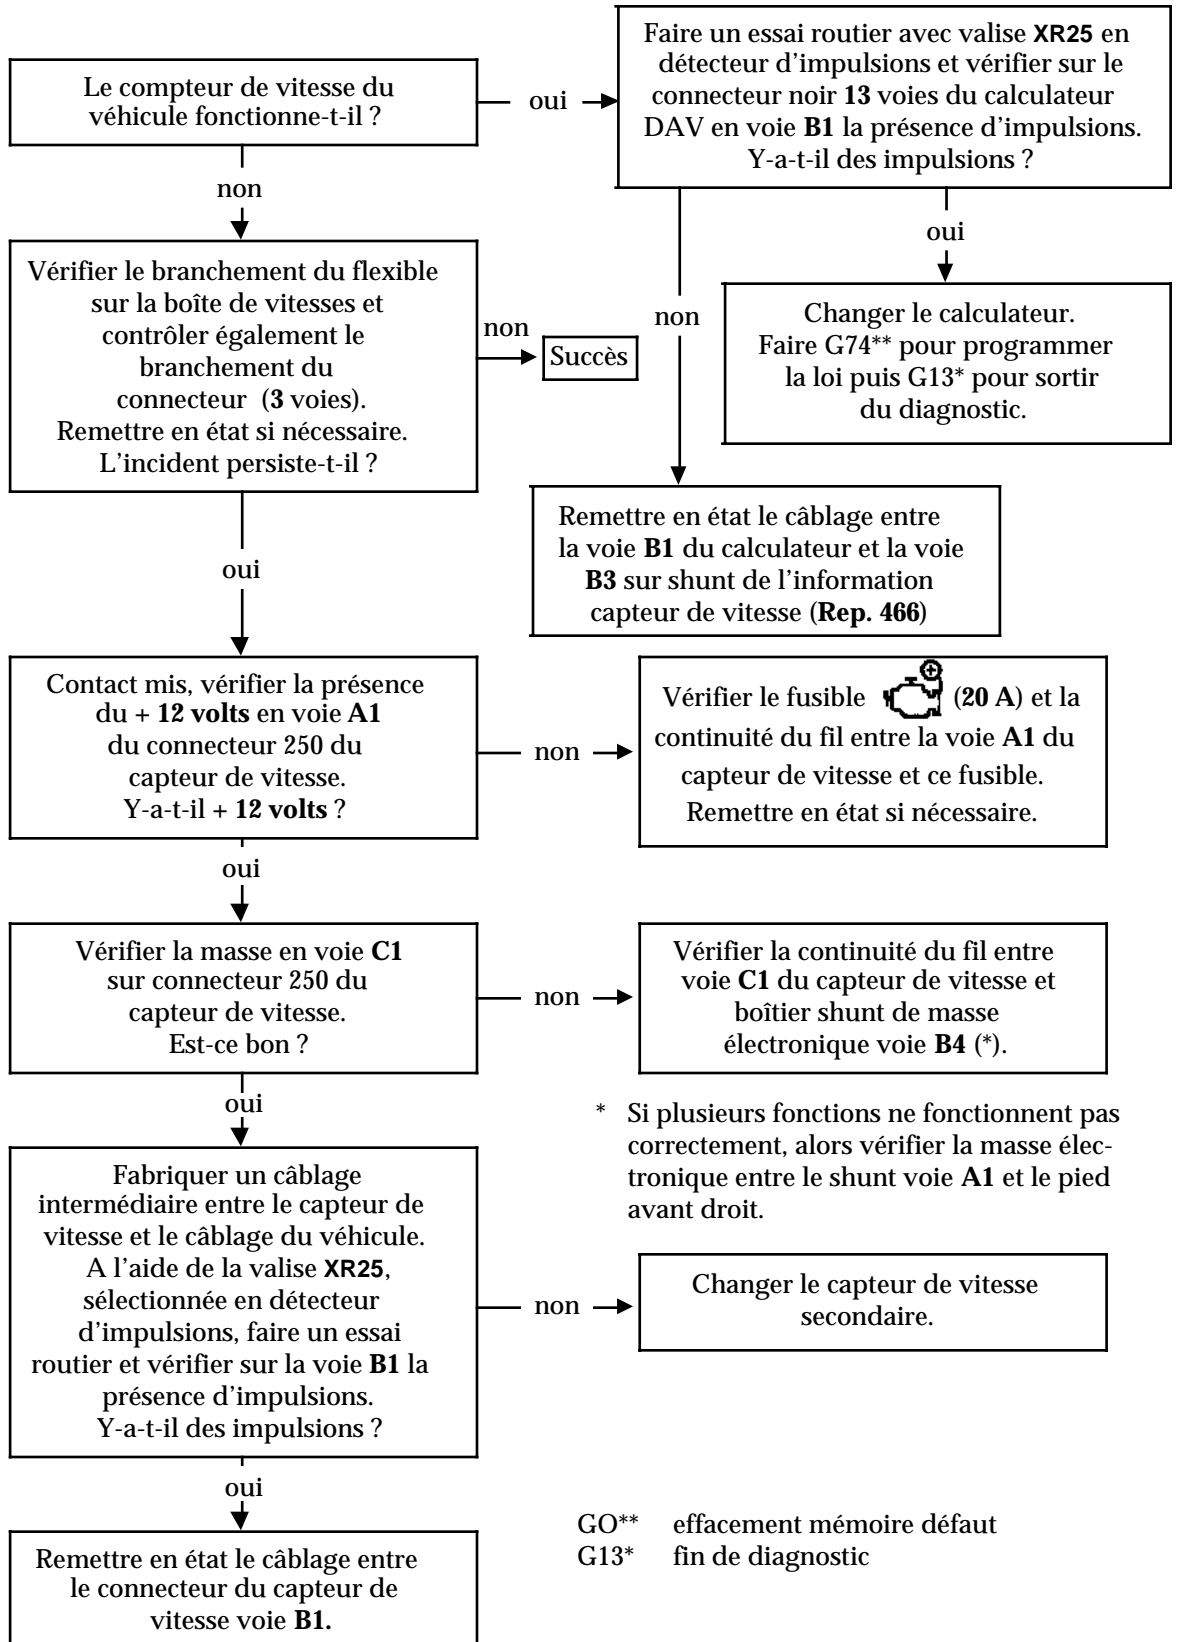 Le compteur de vitesse du
véhicule fonctionne-t-il ?
oui
Faire un essai routier avec valise XR25 en
détecteur d'impulsions et vérifier sur le
connecteur noir 13 voies du calculateur
DAV en voie B1 la présence d'impulsions.
Y-a-t-il des impulsions ?
non
oui
non
Vérifier le branchement du flexible
sur la boîte de vitesses et
contrôler également le
branchement du
connecteur (3 voies).
Remettre en état si nécessaire.
L'incident persiste-t-il ?
non
Succès
Changer le calculateur.
Faire G74** pour programmer
la loi puis G13* pour sortir
du diagnostic.
oui
Remettre en état le câblage entre
la voie B1 du calculateur et la voie
B3 sur shunt de l'information
capteur de vitesse (Rep. 466)
Contact mis, vérifier la présence
du + 12 volts en voie A1
du connecteur 250 du
capteur de vitesse.
Y-a-t-il + 12 volts ?
non
Vérifier le fusible (20 A) et la
continuité du fil entre la voie A1 du
capteur de vitesse et ce fusible.
Remettre en état si nécessaire.
oui
Vérifier la masse en voie C1
sur connecteur 250 du
capteur de vitesse.
Est-ce bon ?
non
Vérifier la continuité du fil entre
voie C1 du capteur de vitesse et
boîtier shunt de masse
électronique voie B4 (*).
oui
* Si plusieurs fonctions ne fonctionnent pas
correctement, alors vérifier la masse élec-
tronique entre le shunt voie A1 et le pied
avant droit.
Fabriquer un câblage
intermédiaire entre le capteur de
vitesse et le câblage du véhicule.
A l'aide de la valise XR25,
sélectionnée en détecteur
d'impulsions, faire un essai
routier et vérifier sur la voie B1 la
présence d'impulsions.
Y-a-t-il des impulsions ?
non
Changer le capteur de vitesse
secondaire.
oui
Remettre en état le câblage entre
le connecteur du capteur de
vitesse voie B1.
GO** effacement mémoire défaut
G13* fin de diagnostic